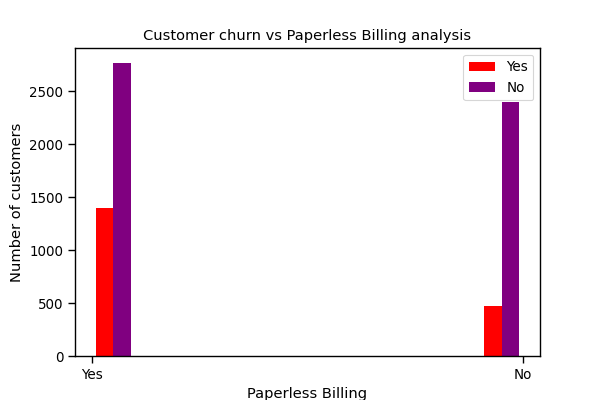 Customer churn vs Paperless Billing analysis
Yes
No
Number of customers
2500
2000
1500
1000
500
0
Yes
No
Paperless Billing